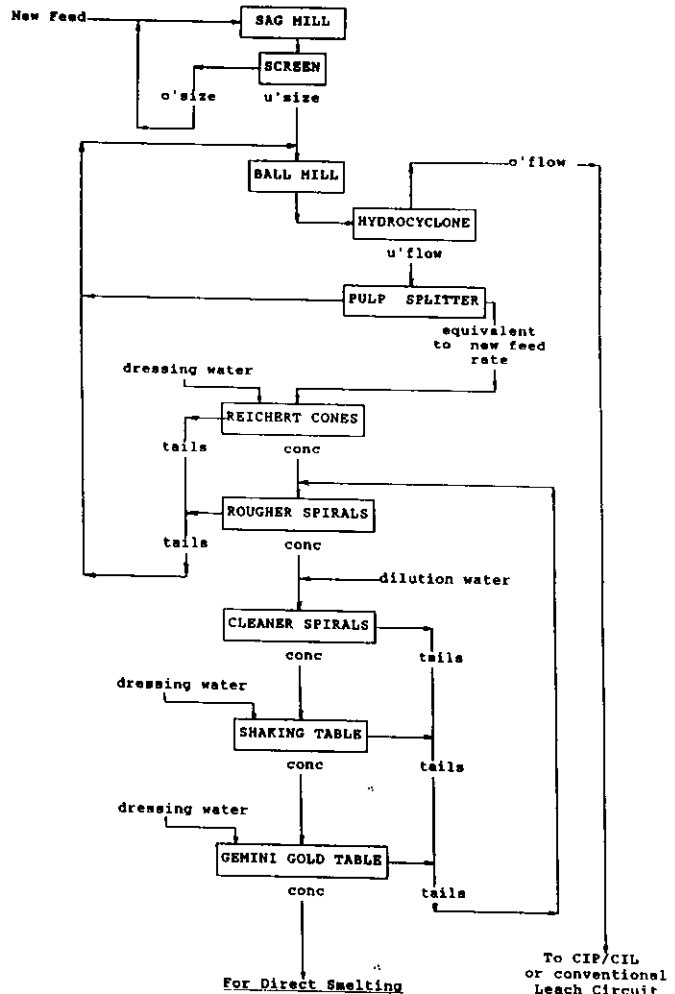 New Feed
SAG MILL
SCREEN
o'size
u'size
BALL MILL
o'flow
HYDROCYCLONE
u'flow
PULP SPLITTER
equivalent
to new feed
rate
dressing water
REICHERT CONES
tails
conc
ROUGHER SPIRALS
tails
conc
dilution water
CLEANER SPIRALS
conc
tails
dressing water
SHAKING TABLE
conc
tails
dressing water
GEMINI GOLD TABLE
conc
tails
For Direct Smelting
To CIP/CIL
or conventional
Leach Circuit